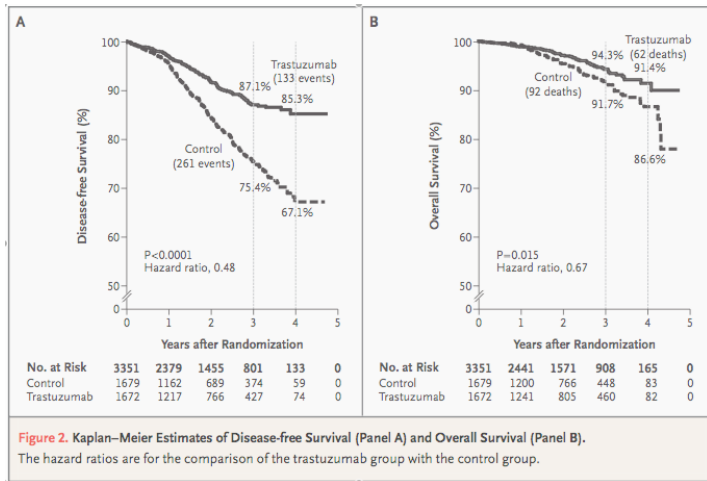 A
Disease-free Survival (%)
100
90
80
70
60
50
0
87.1%
Trastuzumab
(133 events)
85.3%
Control
(261 events)
75.4%
67.1%
P<0.0001
Hazard ratio, 0.48
0 1 2 3 4 5
Years after Randomization
No. at Risk 3351 2379 1455 801 133 0
Control 1679 1162 689 374 59 0
Trastuzumab 1672 1217 766 427 74 0
B
Overall Survival (%)
100
90
80
70
60
50
0
94.3%
Trastuzumab
(62 deaths)
91.4%
Control
(92 deaths)
91.7%
86.6%
P=0.015
Hazard ratio, 0.67
0 1 2 3 4 5
Years after Randomization
No. at Risk 3351 2441 1571 908 165 0
Control 1679 1200 766 448 83 0
Trastuzumab 1672 1241 805 460 82 0
Figure 2. Kaplan–Meier Estimates of Disease-free Survival (Panel A) and Overall Survival (Panel B).
The hazard ratios are for the comparison of the trastuzumab group with the control group.